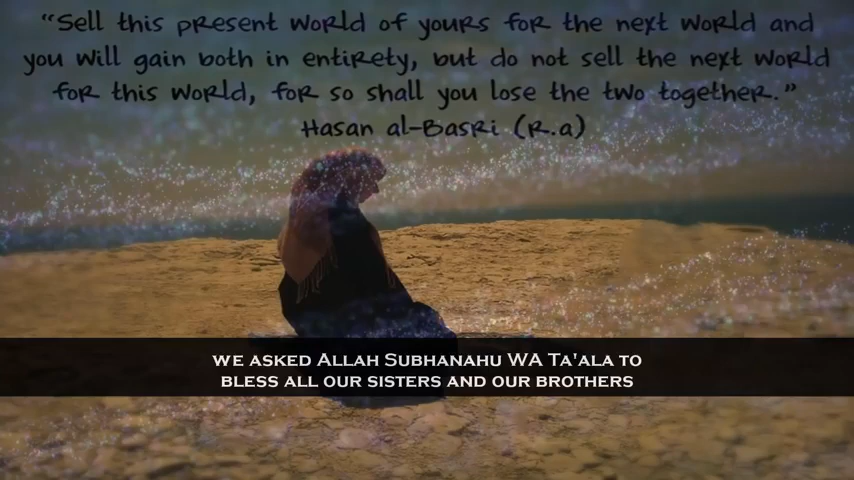 “Sell this present world of yours for the next world and
you will gain both in entirety, but do not sell the next world
for this world, for so shall you lose the two together.”
Hasan al-Basri (R.a)
WE ASKED ALLAH SUBHANAHU WA TA'ALA TO
BLESS ALL OUR SISTERS AND OUR BROTHERS